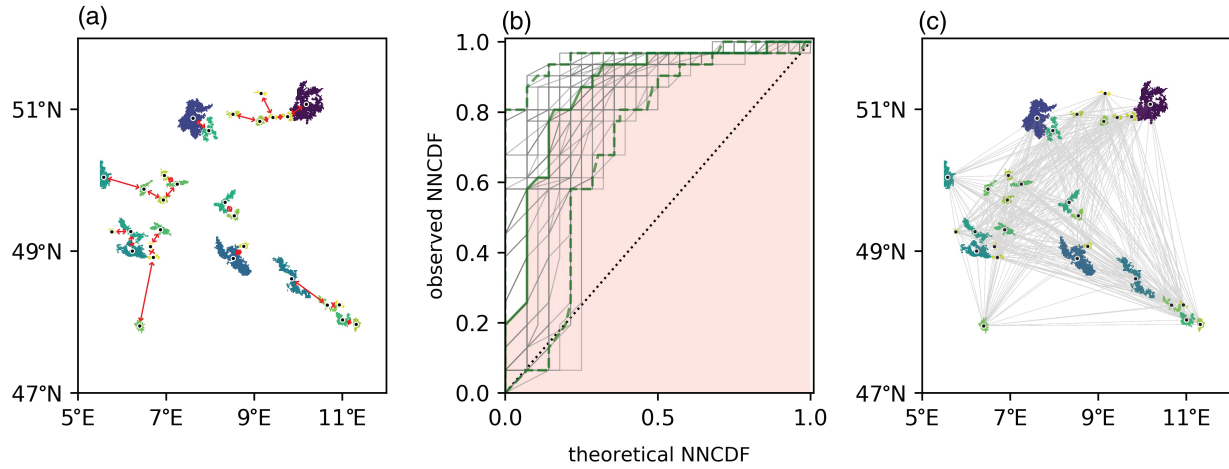 (a)
51°N
49°N
47°N
5°E 7°E 9°E 11°E
(b)
observed NNCDF
1.0
0.8
0.6
0.4
0.2
0.0
0.0 0.5 1.0
theoretical NNCDF
(c)
51°N
49°N
47°N
5°E 7°E 9°E 11°E